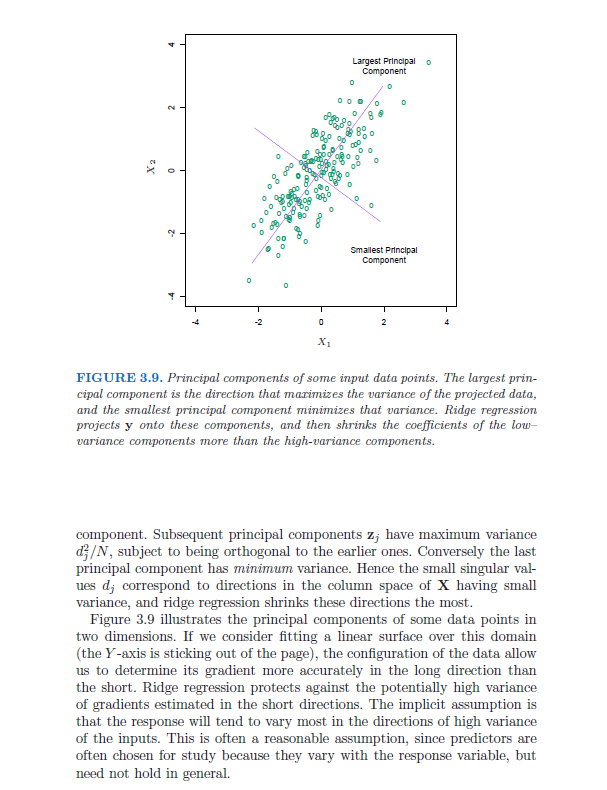 Largest Principal
Component
4
2
0
-2
-4
X2
Smallest Principal
Component
-4
-2
0
2
4
X1
FIGURE 3.9. Principal components of some input data points. The largest prin-
cipal component is the direction that maximizes the variance of the projected data,
and the smallest principal component minimizes that variance. Ridge regression
projects y onto these components, and then shrinks the coefficients of the low–
variance components more than the high-variance components.
component. Subsequent principal components zj have maximum variance
d²j/N, subject to being orthogonal to the earlier ones. Conversely the last
principal component has minimum variance. Hence the small singular val-
ues dj correspond to directions in the column space of X having small
variance, and ridge regression shrinks these directions the most.
Figure 3.9 illustrates the principal components of some data points in
two dimensions. If we consider fitting a linear surface over this domain
(the Y-axis is sticking out of the page), the configuration of the data allow
us to determine its gradient more accurately in the long direction than
the short. Ridge regression protects against the potentially high variance
of gradients estimated in the short directions. The implicit assumption is
that the response will tend to vary most in the directions of high variance
of the inputs. This is often a reasonable assumption, since predictors are
often chosen for study because they vary with the response variable, but
need not hold in general.